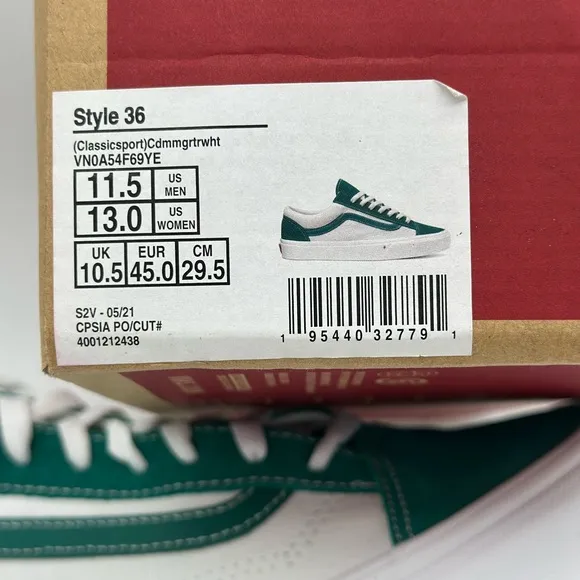 Style 36
(Classicsport)Cdmmgrtrwht
VN0A54F69YE
11.5 US MEN
13.0 US WOMEN
UK EUR CM
10.5 45.0 29.5
S2V - 05/21
CPSIA PO/CUT#
4001212438
1 95440 32779 1